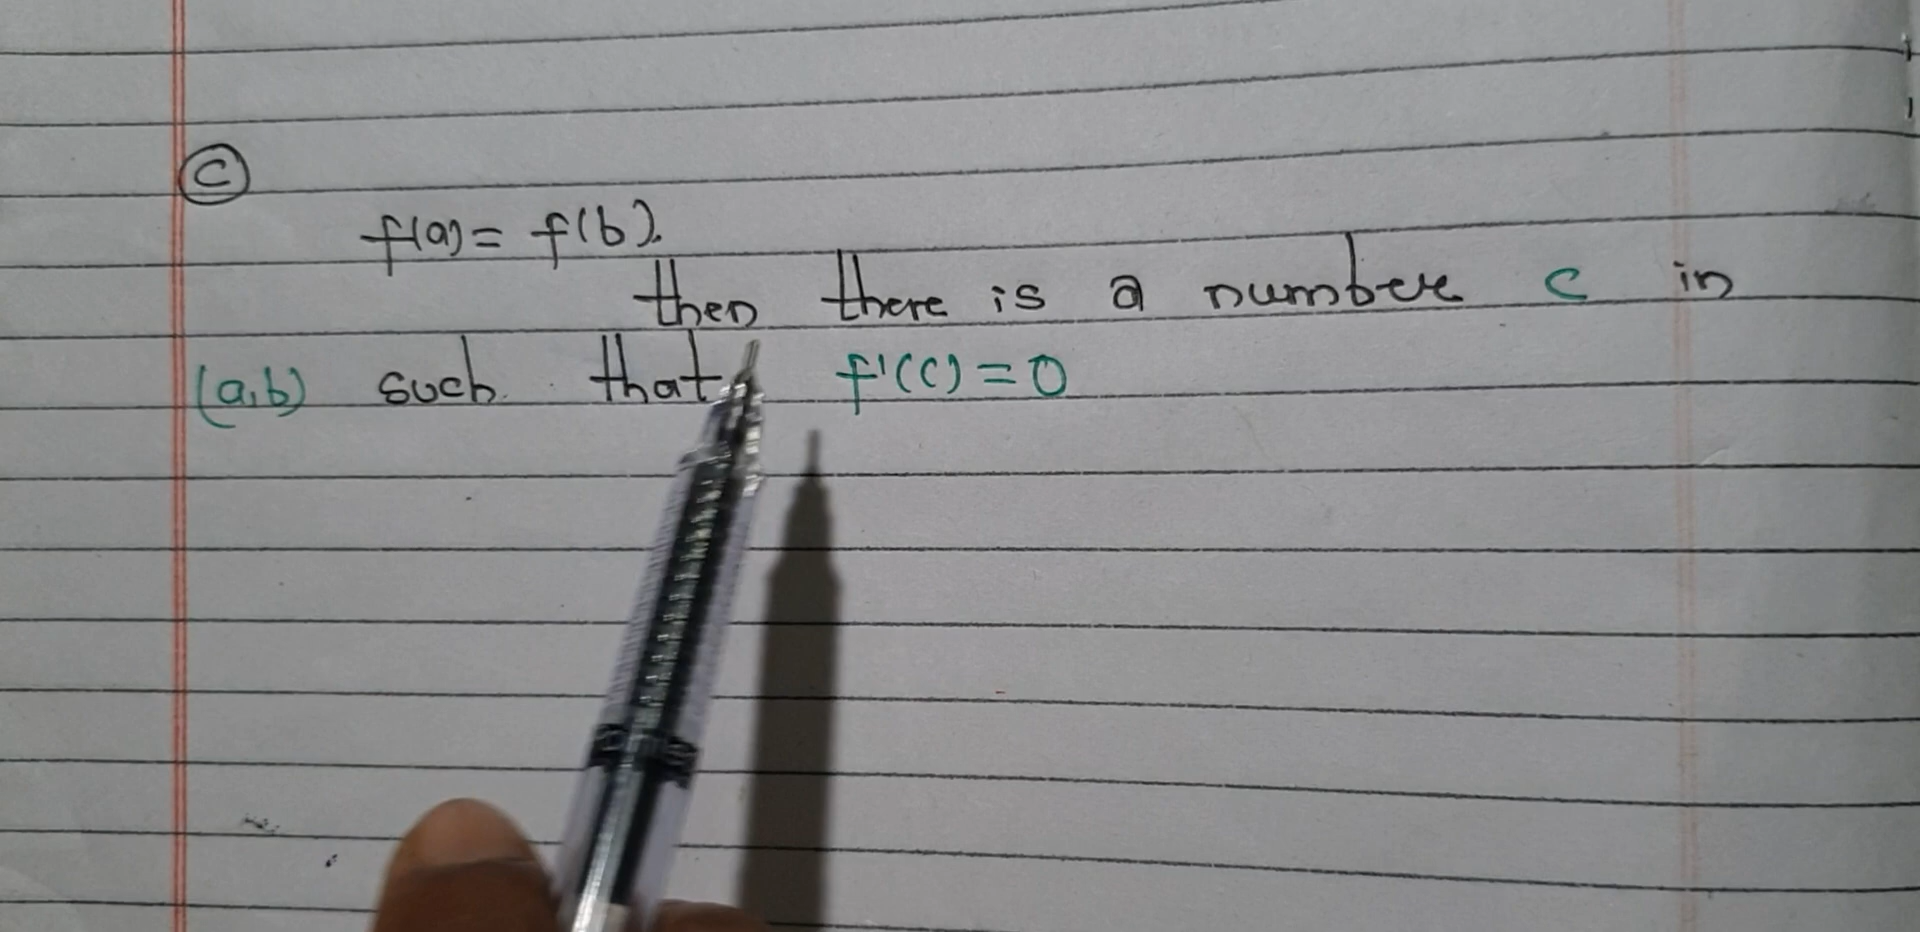 C
f(a) = f(b).
then there is a number c in
(a,b) such that f'(c) = 0